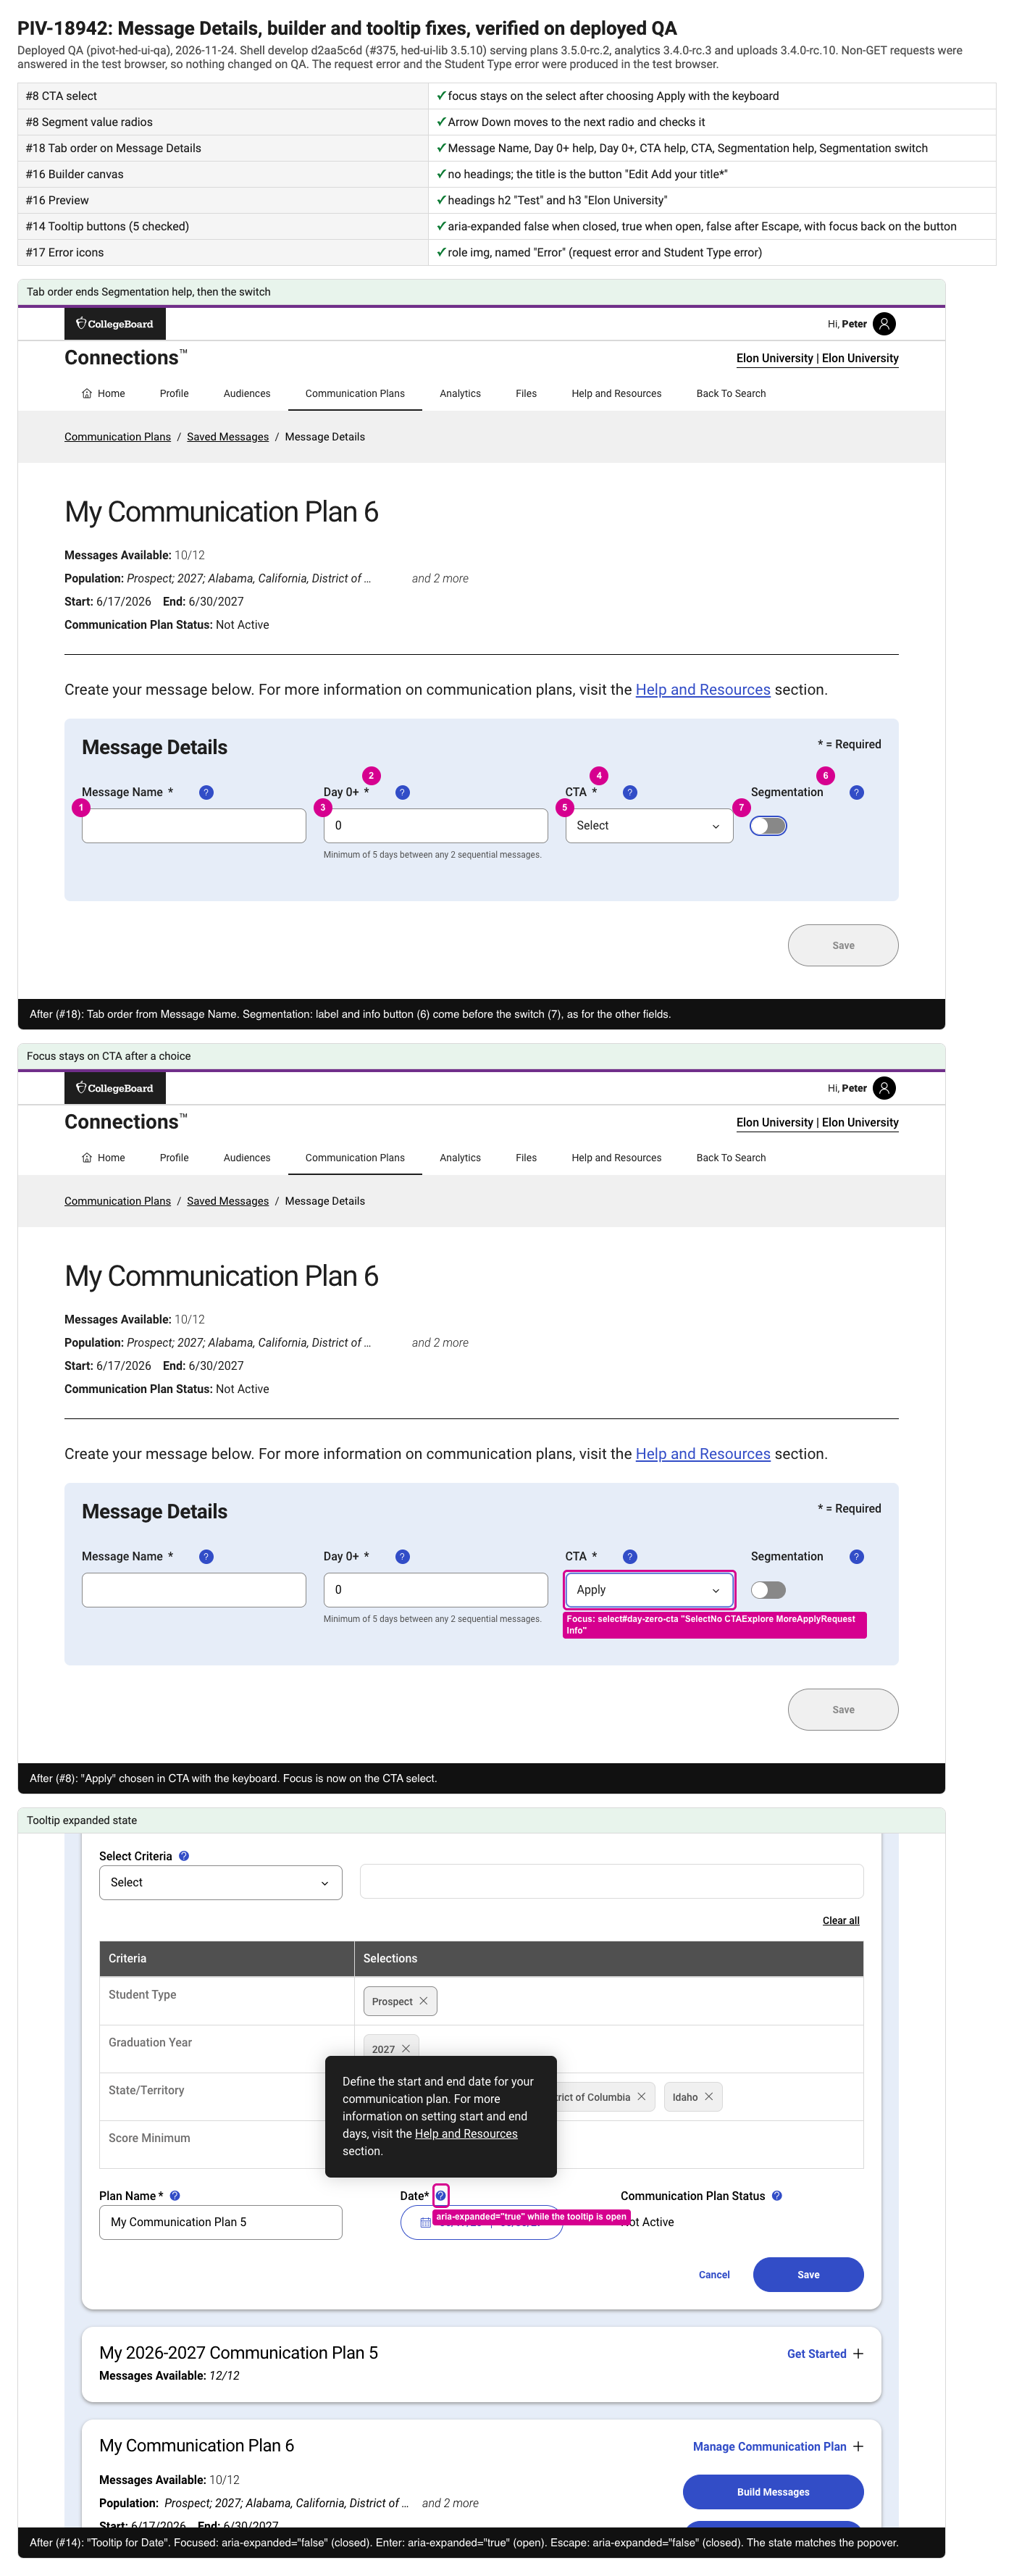 PIV-18942: Message Details, builder and tooltip fixes, verified on deployed QA
Deployed QA (pivot-hed-ui-qa), 2026-11-24. Shell develop d2aa5c6d (#375, hed-ui-lib 3.5.10) serving plans 3.5.0-rc.2, analytics 3.4.0-rc.3 and uploads 3.4.0-rc.10. Non-GET requests were
answered in the test browser, so nothing changed on QA. The request error and the Student Type error were produced in the test browser.
#8 CTA select ✓ focus stays on the select after choosing Apply with the keyboard
#8 Segment value radios ✓ Arrow Down moves to the next radio and checks it
#18 Tab order on Message Details ✓ Message Name, Day 0+ help, Day 0+, CTA help, CTA, Segmentation help, Segmentation switch
#16 Builder canvas ✓ no headings; the title is the button "Edit Add your title*"
#16 Preview ✓ headings h2 "Test" and h3 "Elon University"
#14 Tooltip buttons (5 checked) ✓ aria-expanded false when closed, true when open, false after Escape, with focus back on the button
#17 Error icons ✓ role img, named "Error" (request error and Student Type error)
Tab order ends Segmentation help, then the switch
CollegeBoard
Hi, Peter
Connections™
Elon University | Elon University
Home Profile Audiences Communication Plans Analytics Files Help and Resources Back To Search
Communication Plans / Saved Messages / Message Details
My Communication Plan 6
Messages Available: 10/12
Population: Prospect; 2027; Alabama, California, District of ... and 2 more
Start: 6/17/2026 End: 6/30/2027
Communication Plan Status: Not Active
Create your message below. For more information on communication plans, visit the Help and Resources section.
Message Details
* = Required
2 4 6
Message Name * ? Day 0+ * ? CTA * ? Segmentation ?
1 3 5 7
0 Select
Minimum of 5 days between any 2 sequential messages.
Save
After (#18): Tab order from Message Name. Segmentation: label and info button (6) come before the switch (7), as for the other fields.
Focus stays on CTA after a choice
CollegeBoard
Hi, Peter
Connections™
Elon University | Elon University
Home Profile Audiences Communication Plans Analytics Files Help and Resources Back To Search
Communication Plans / Saved Messages / Message Details
My Communication Plan 6
Messages Available: 10/12
Population: Prospect; 2027; Alabama, California, District of ... and 2 more
Start: 6/17/2026 End: 6/30/2027
Communication Plan Status: Not Active
Create your message below. For more information on communication plans, visit the Help and Resources section.
Message Details
* = Required
Message Name * ? Day 0+ * ? CTA * ? Segmentation ?
0 Apply
Minimum of 5 days between any 2 sequential messages.
Focus: select#day-zero-cta "SelectNo CTAExplore MoreApplyRequest
Info"
Save
After (#8): "Apply" chosen in CTA with the keyboard. Focus is now on the CTA select.
Tooltip expanded state
Select Criteria ?
Select
Clear all
Criteria Selections
Student Type Prospect
Graduation Year 2027
State/Territory trict of Columbia Idaho
Score Minimum
Define the start and end date for your
communication plan. For more
information on setting start and end
days, visit the Help and Resources
section.
Plan Name * ? Date* ? Communication Plan Status ?
aria-expanded="true" while the tooltip is open
My Communication Plan 5 Not Active
Cancel Save
My 2026-2027 Communication Plan 5
Get Started +
Messages Available: 12/12
My Communication Plan 6
Manage Communication Plan +
Messages Available: 10/12
Build Messages
Population: Prospect; 2027; Alabama, California, District of ... and 2 more
Start: 6/17/2026 End: 6/30/2027
After (#14): "Tooltip for Date". Focused: aria-expanded="false" (closed). Enter: aria-expanded="true" (open). Escape: aria-expanded="false" (closed). The state matches the popover.